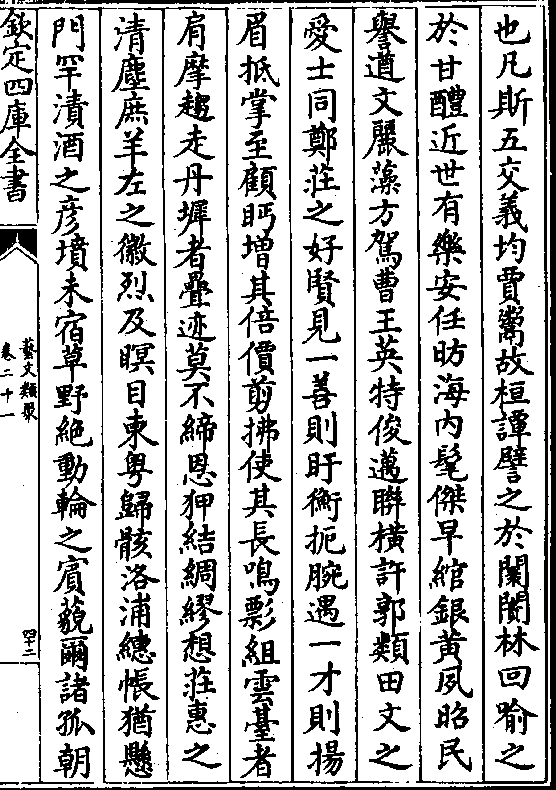 也凡斯五交義均賈鬻故桓譚譬之於闤闠林回喻之
於甘醴近世有樂安任昉海內髦傑早綰銀黃夙昭民
譽遒文麗藻方駕曹王英特俊邁聯橫許郭類田文之
愛士同鄭莊之好賢見一善則盱衡扼腕遇一才則揚
眉抵掌至顧眄增其倍價剪拂使其長鳴影組雲臺者
肩摩趨走丹墀者疊迹莫不締恩狎結綢繆想莊惠之
清塵庶羊左之徽烈及瞑目東粤歸骸洛浦繐帳猶懸
門罕漬酒之彦墳未宿草野絶動輪之賓藐爾諸孤朝
欽定四庫全書
藝文類聚
卷二十一
四十二